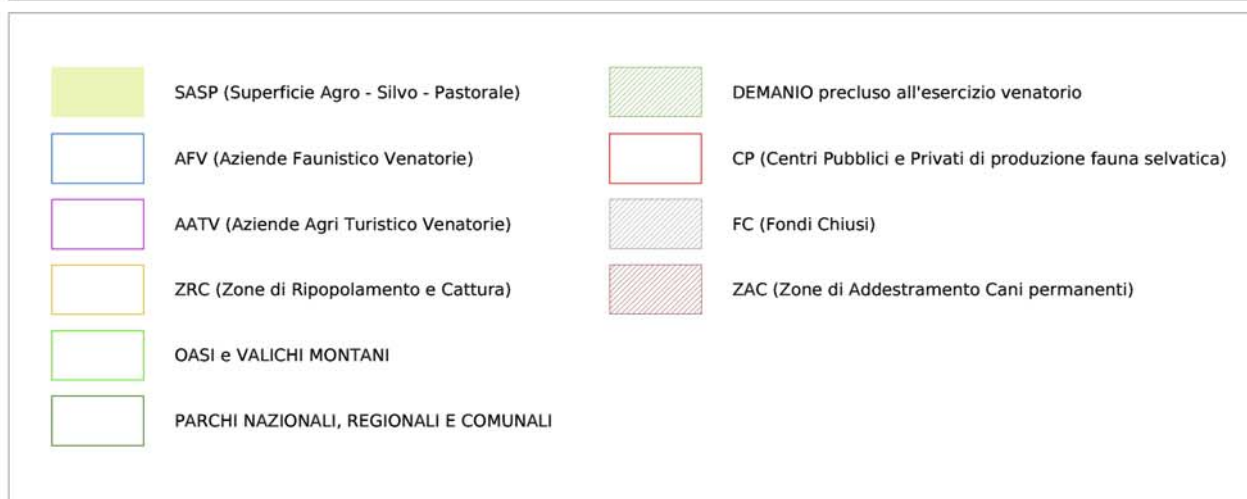 SASP (Superficie Agro - Silvo - Pastorale)
AFV (Aziende Faunistico Venatorie)
AATV (Aziende Agri Turistico Venatorie)
ZRC (Zone di Ripopolamento e Cattura)
OASI e VALICHI MONTANI
PARCHI NAZIONALI, REGIONALI E COMUNALI
DEMANIO precluso all'esercizio venatorio
CP (Centri Pubblici e Privati di produzione fauna selvatica)
FC (Fondi Chiusi)
ZAC (Zone di Addestramento Cani permanenti)